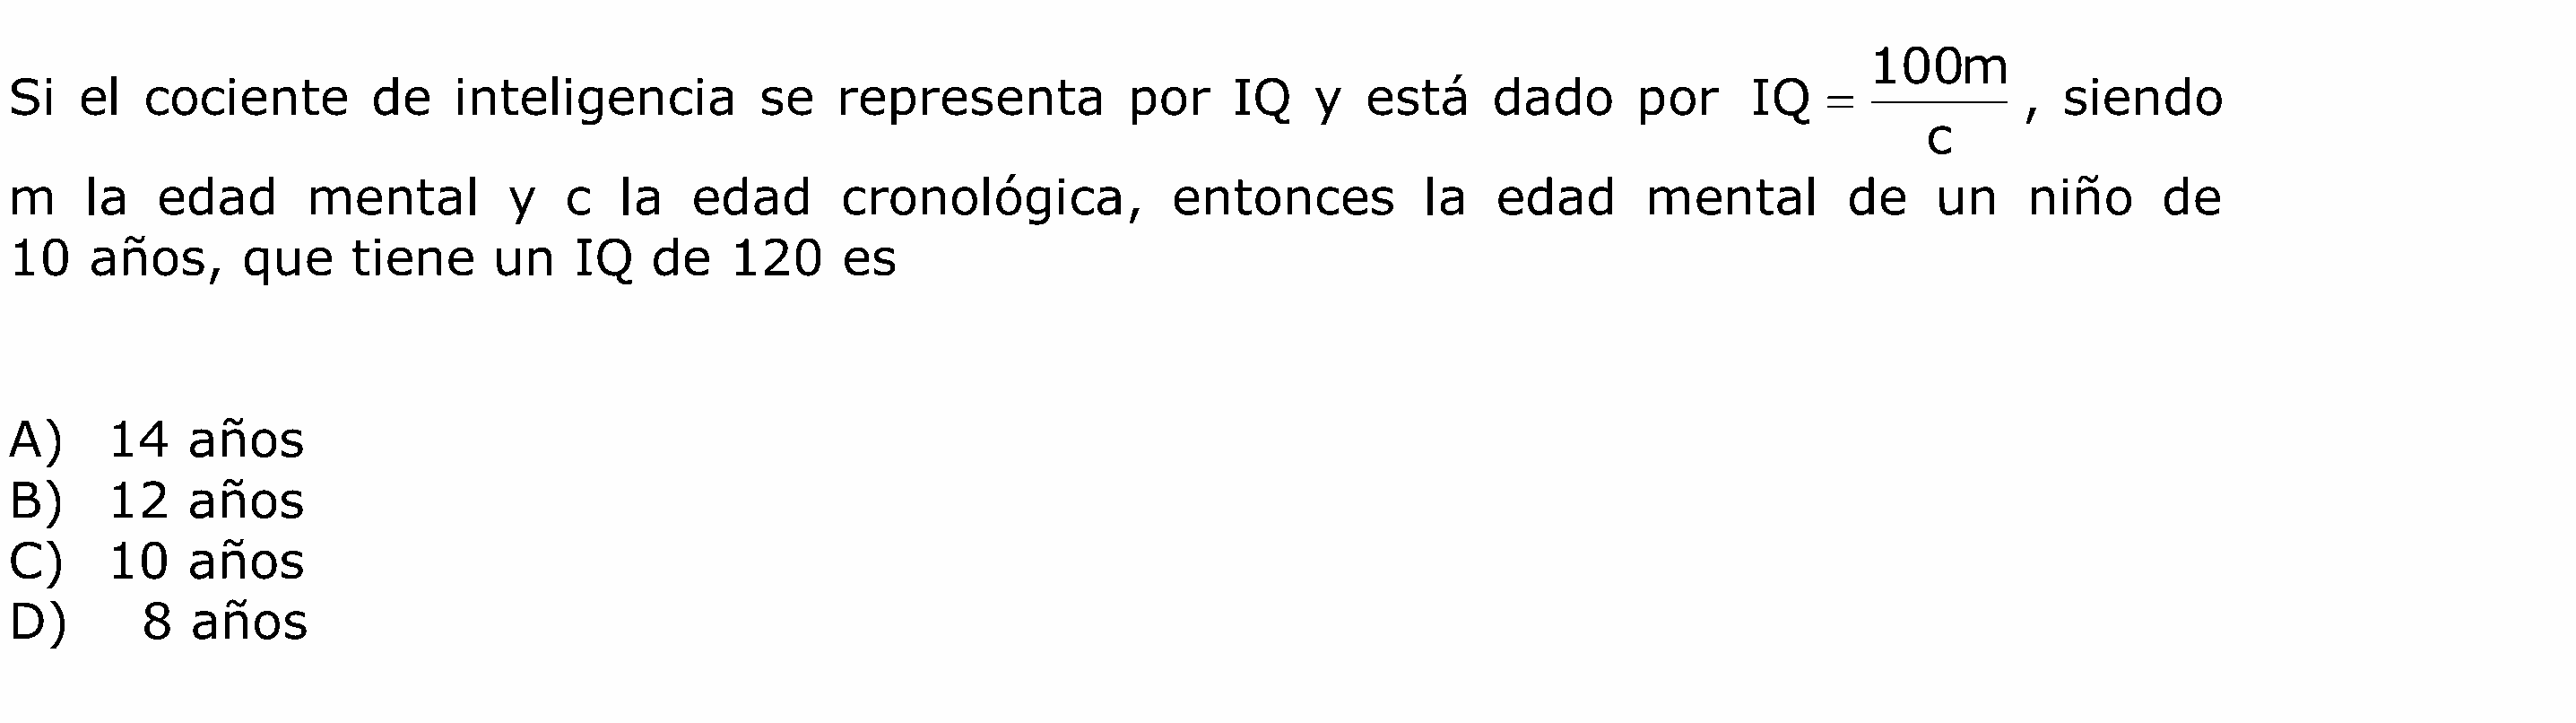 Si el cociente de inteligencia se representa por IQ y está dado por IQ = 100m/c, siendo
m la edad mental y c la edad cronológica, entonces la edad mental de un niño de
10 años, que tiene un IQ de 120 es
A) 14 años
B) 12 años
C) 10 años
D) 8 años